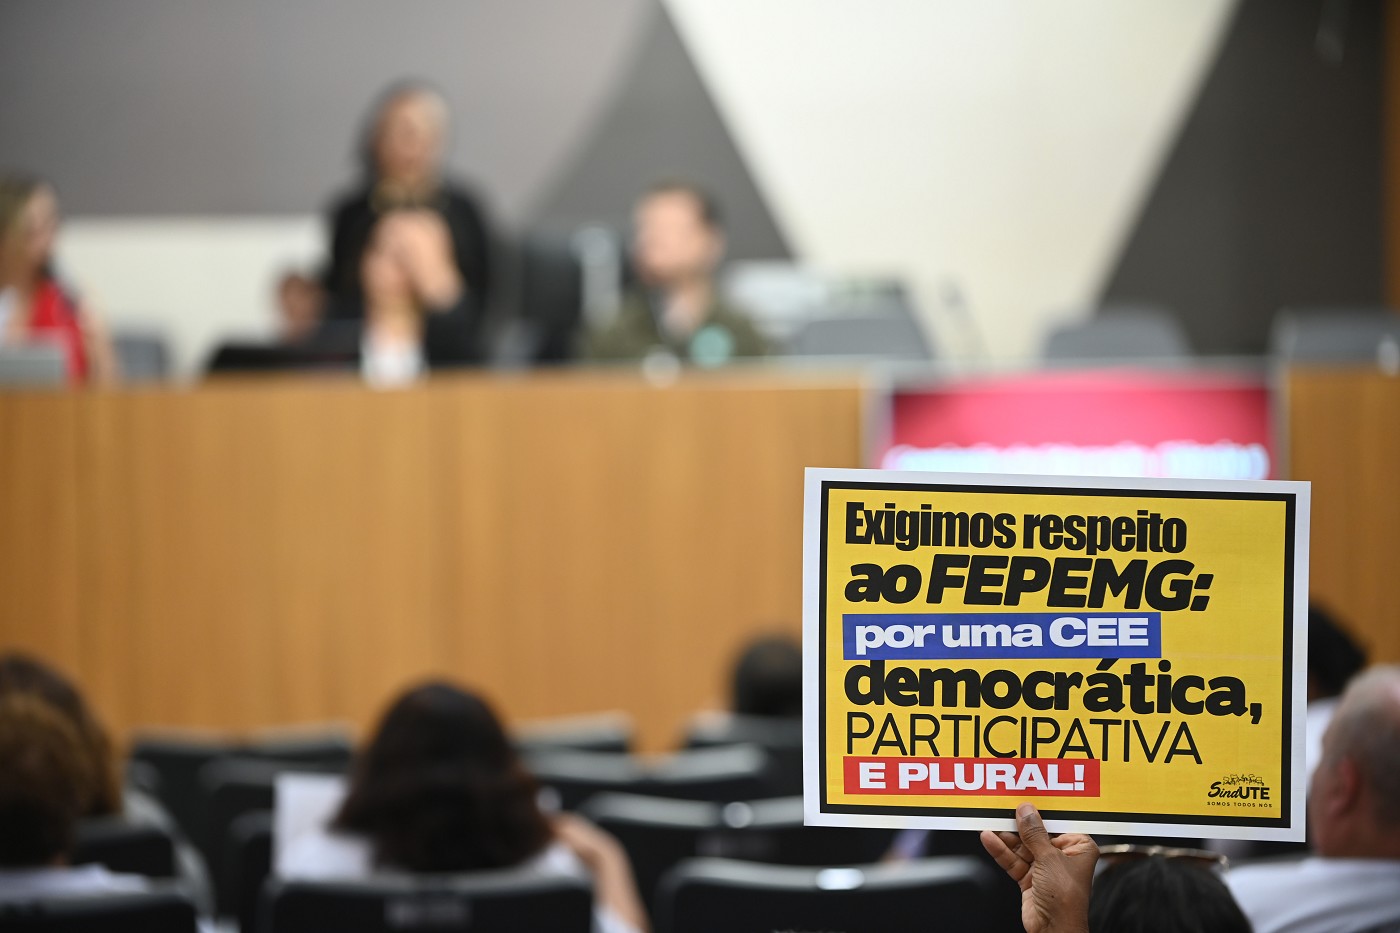 Exigimos respeito
ao FEPEMG:
por uma CEE
democrática,
PARTICIPATIVA
E PLURAL!
SindUTE
SOMOS TODOS NÓS